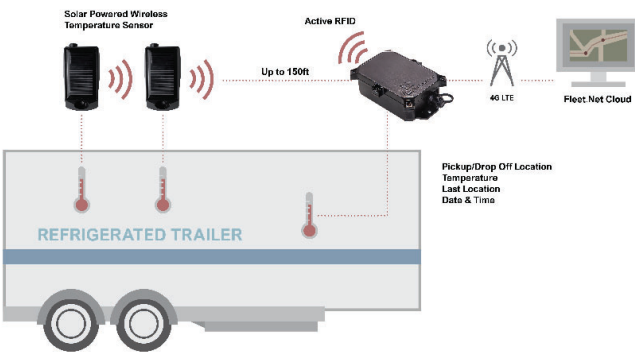 Solar Powered Wireless
Temperature Sensor
Active RFID
Up to 150ft
4G LTE
Fleet.Net Cloud
Pickup/Drop Off Location
Temperature
Last Location
Date & Time
REFRIGERATED TRAILER